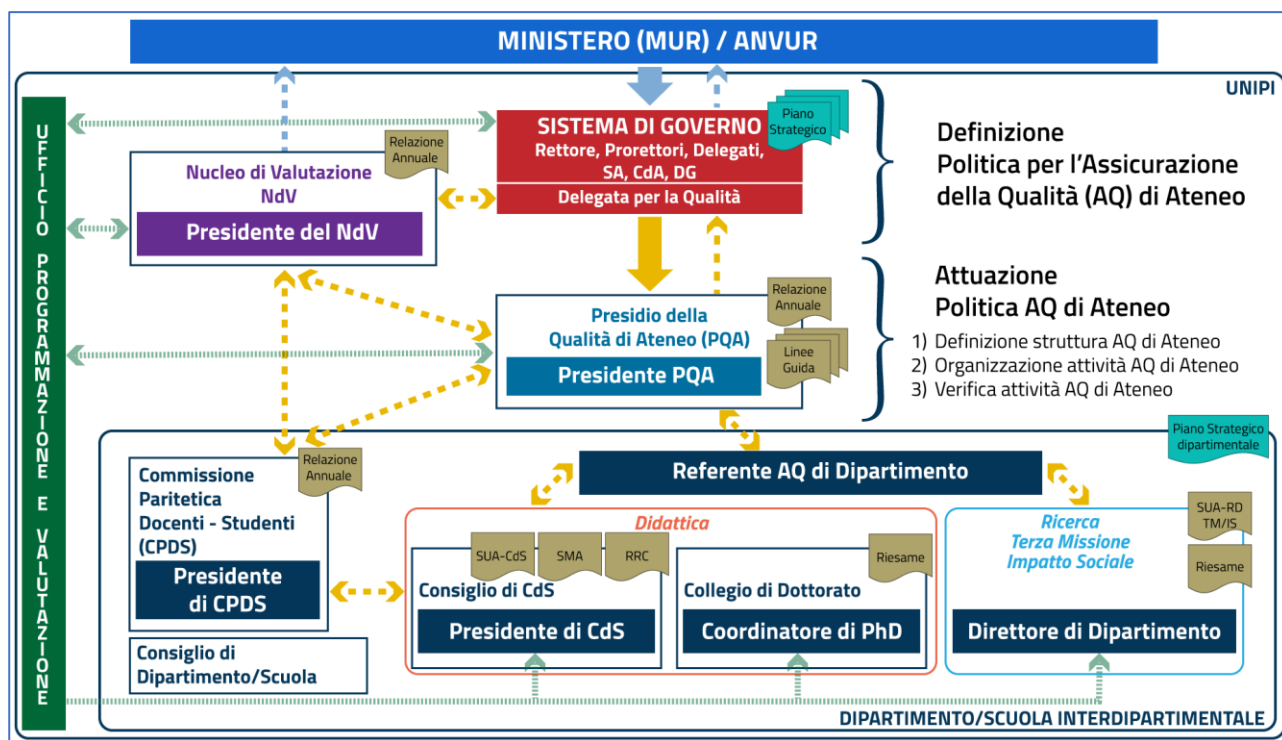 MINISTERO (MUR) / ANVUR
UNIPI
UFFICIO PROGRAMMAZIONE E VALUTAZIONE
SISTEMA DI GOVERNO
Rettore, Prorettori, Delegati,
SA, CdA, DG
Delegata per la Qualità
Piano
Strategico
Relazione
Annuale
Nucleo di Valutazione
NdV
Presidente del NdV
Definizione
Politica per l'Assicurazione
della Qualità (AQ) di Ateneo
Presidio della
Qualità di Ateneo (PQA)
Presidente PQA
Relazione
Annuale
Linee
Guida
Attuazione
Politica AQ di Ateneo
1) Definizione struttura AQ di Ateneo
2) Organizzazione attività AQ di Ateneo
3) Verifica attività AQ di Ateneo
Piano Strategico
dipartimentale
Referente AQ di Dipartimento
Commissione
Paritetica
Docenti - Studenti
(CPDS)
Relazione
Annuale
Presidente
di CPDS
Consiglio di
Dipartimento/Scuola
Didattica
SUA-CdS
SMA
RRC
Consiglio di CdS
Presidente di CdS
Riesame
Collegio di Dottorato
Coordinatore di PhD
Ricerca
Terza Missione
Impatto Sociale
SUA-RD
TM/IS
Riesame
Direttore di Dipartimento
DIPARTIMENTO/SCUOLA INTERDIPARTIMENTALE